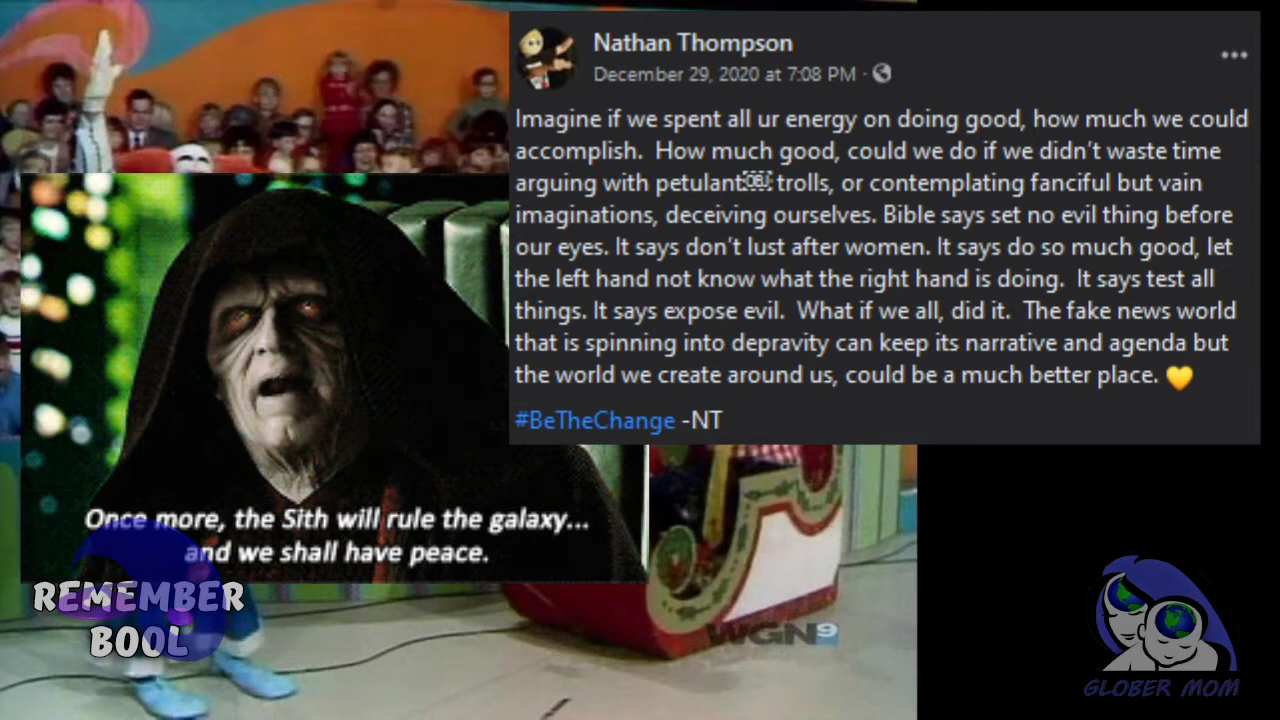 Nathan Thompson
December 29, 2020 at 7:08 PM ·
Imagine if we spent all ur energy on doing good, how much we could
accomplish.  How much good, could we do if we didn't waste time
arguing with petulant￼ trolls, or contemplating fanciful but vain
imaginations, deceiving ourselves. Bible says set no evil thing before
our eyes. It says don't lust after women. It says do so much good, let
the left hand not know what the right hand is doing.  It says test all
things. It says expose evil.  What if we all, did it.  The fake news world
that is spinning into depravity can keep its narrative and agenda but
the world we create around us, could be a much better place. 💛
#BeTheChange -NT
Once more, the Sith will rule the galaxy...
and we shall have peace.
REMEMBER
BOOL
WGN9
GLOBER MOM